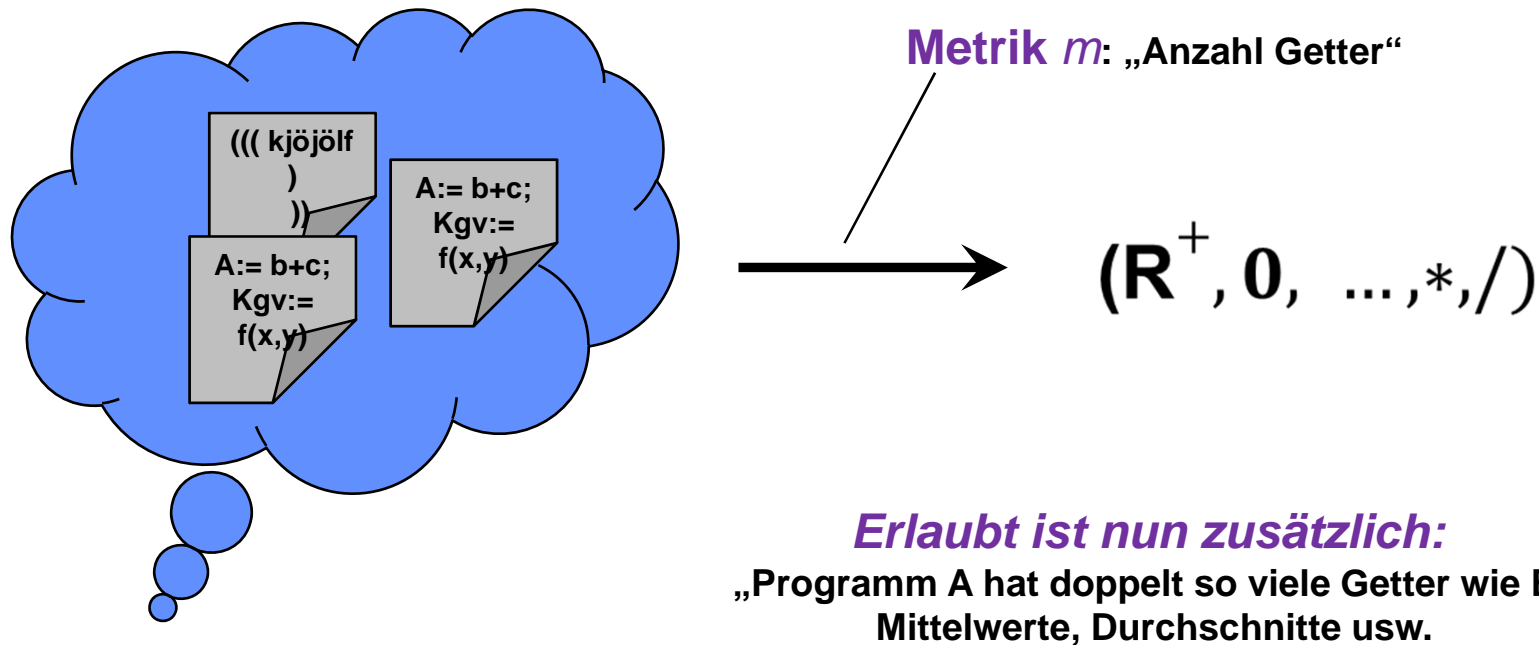 Metrik m: „Anzahl Getter“
((( kjöjölf
)
))
A:= b+c;
Kgv:=
f(x,y)
A:= b+c;
Kgv:=
f(x,y)
(R⁺, 0, ...,*,/)
Erlaubt ist nun zusätzlich:
„Programm A hat doppelt so viele Getter wie
Mittelwerte, Durchschnitte usw.